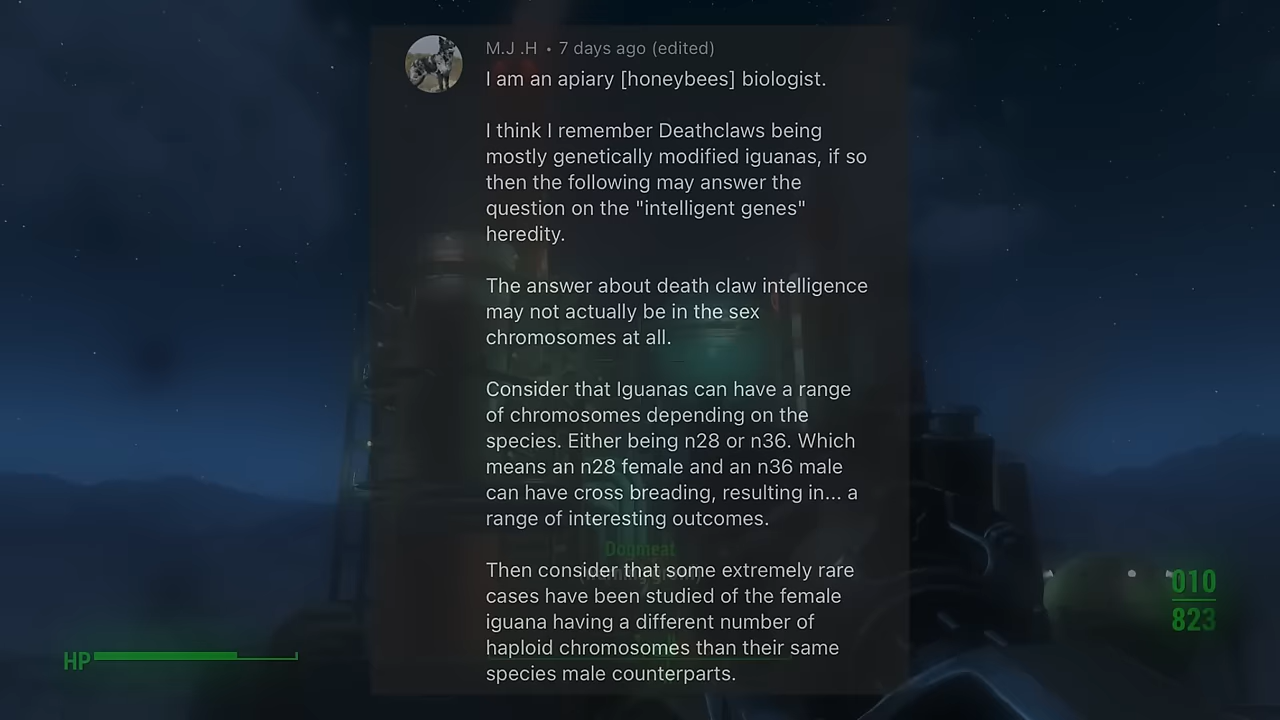 M.J .H • 7 days ago (edited)
I am an apiary [honeybees] biologist.
I think I remember Deathclaws being
mostly genetically modified iguanas, if so
then the following may answer the
question on the "intelligent genes"
heredity.
The answer about death claw intelligence
may not actually be in the sex
chromosomes at all.
Consider that Iguanas can have a range
of chromosomes depending on the
species. Either being n28 or n36. Which
means an n28 female and an n36 male
can have cross breading, resulting in... a
range of interesting outcomes.
Dogmeat
Then consider that some extremely rare
cases have been studied of the female
iguana having a different number of
haploid chromosomes than their same
species male counterparts.
HP
010
823